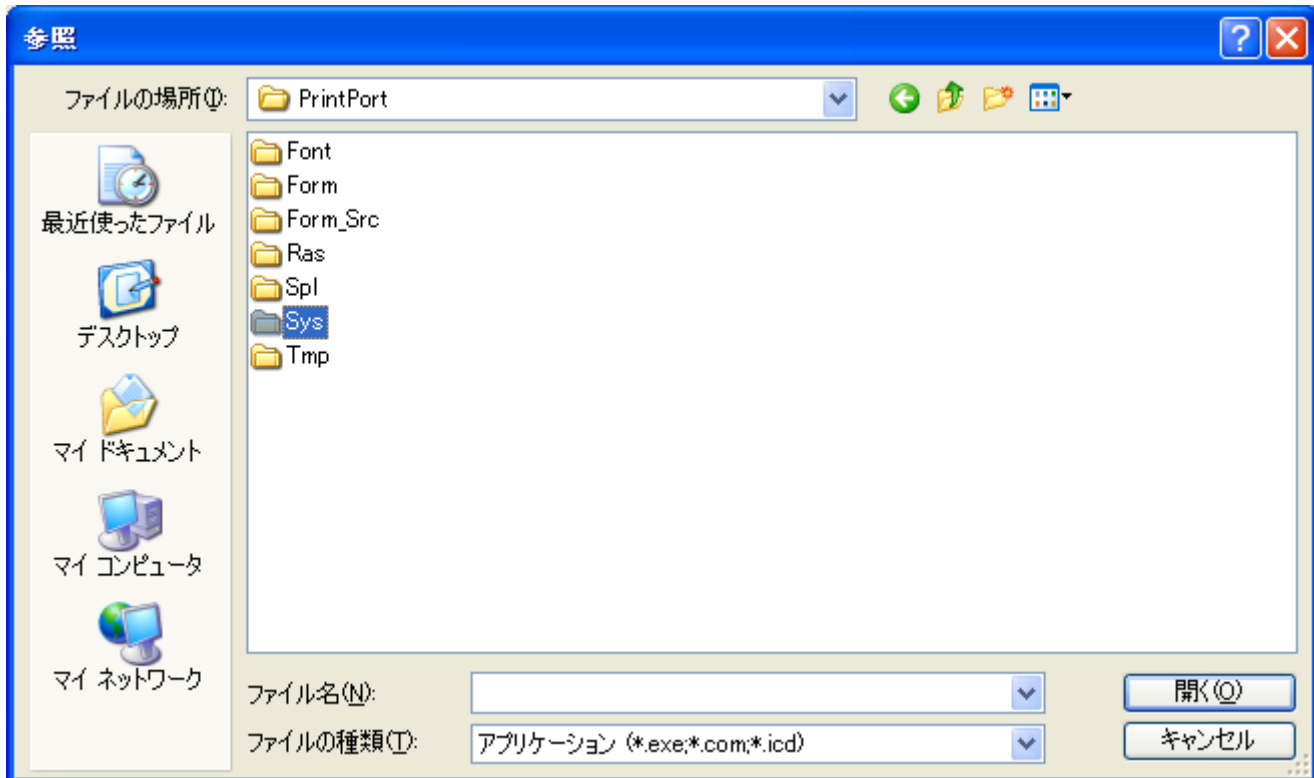 参照
ファイルの場所(I):
PrintPort
最近使ったファイル
デスクトップ
マイ ドキュメント
マイ コンピュータ
マイ ネットワーク
Font
Form
Form_Src
Ras
Spl
Sys
Tmp
ファイル名(N):
開く(O)
ファイルの種類(T):
アプリケーション (*.exe;*.com;*.icd)
キャンセル